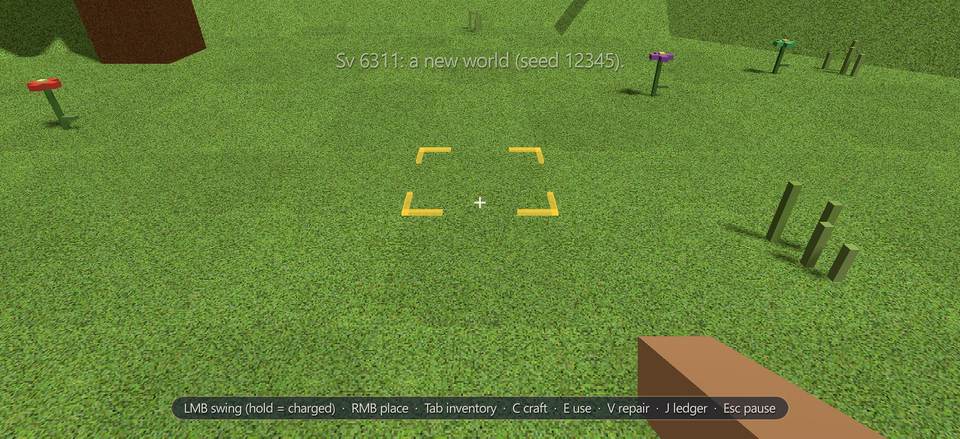 Sv 6311: a new world (seed 12345).
LMB swing (hold = charged) · RMB place · Tab inventory · C craft · E use · V repair · J ledger · Esc pause